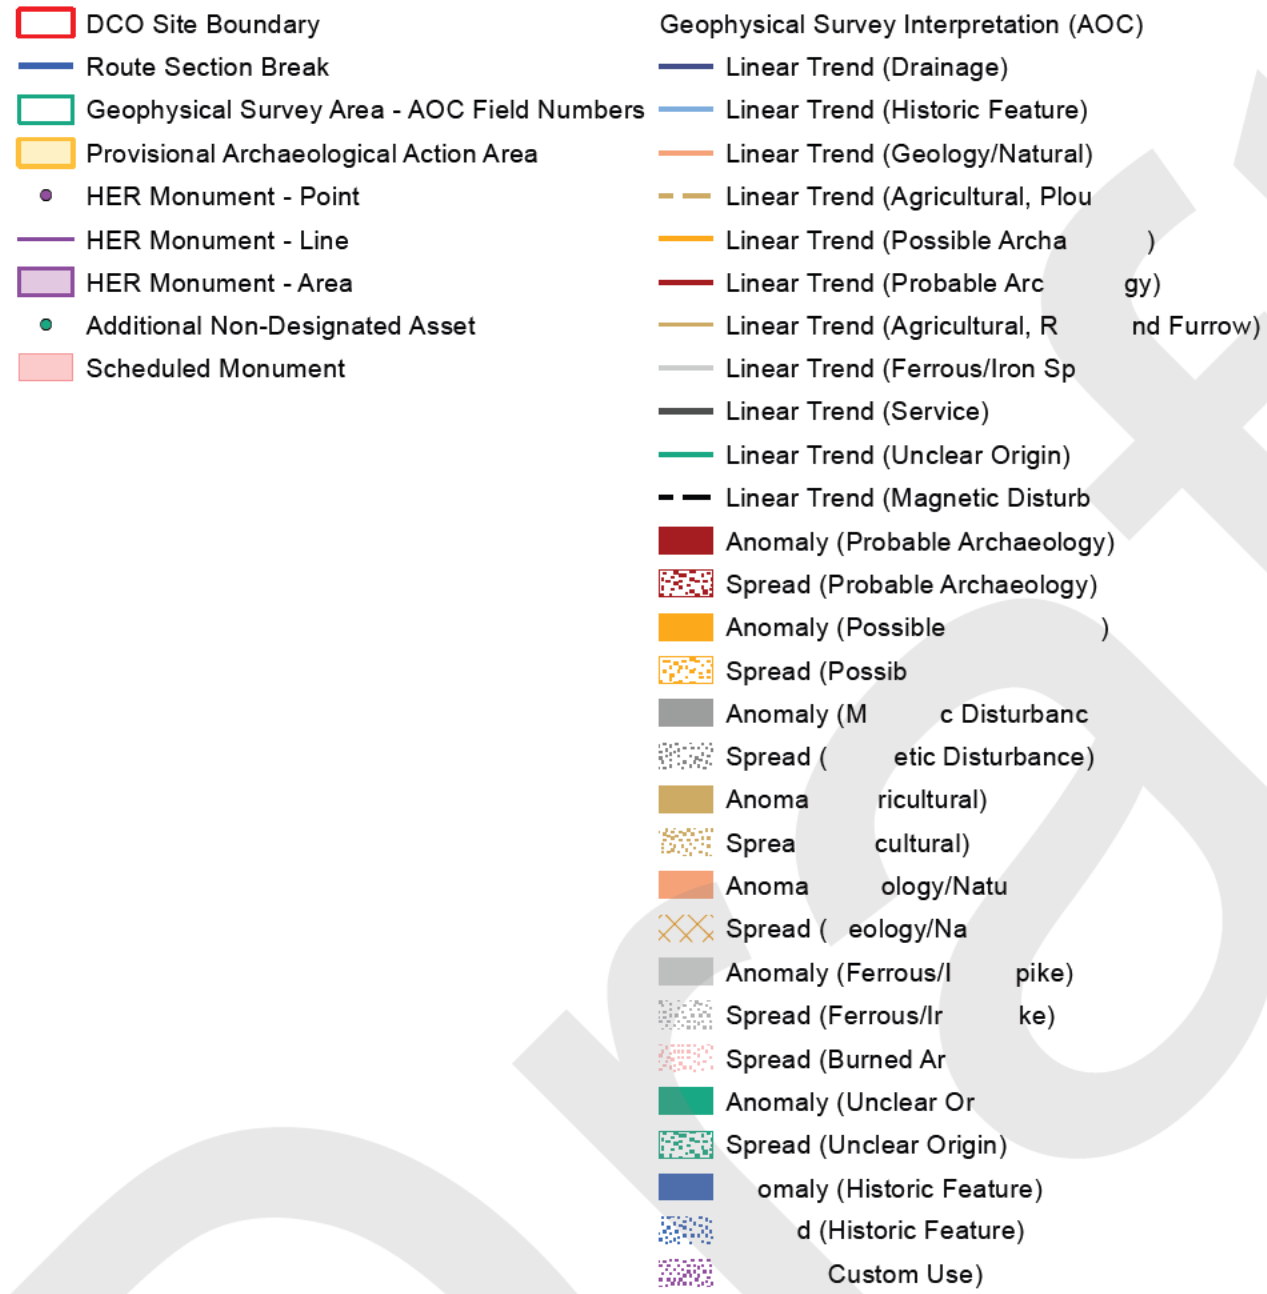 DCO Site Boundary
Route Section Break
Geophysical Survey Area - AOC Field Numbers
Provisional Archaeological Action Area
HER Monument - Point
HER Monument - Line
HER Monument - Area
Additional Non-Designated Asset
Scheduled Monument
Geophysical Survey Interpretation (AOC)
Linear Trend (Drainage)
Linear Trend (Historic Feature)
Linear Trend (Geology/Natural)
Linear Trend (Agricultural, Plou
Linear Trend (Possible Archa )
Linear Trend (Probable Arc gy)
Linear Trend (Agricultural, R nd Furrow)
Linear Trend (Ferrous/Iron Sp
Linear Trend (Service)
Linear Trend (Unclear Origin)
Linear Trend (Magnetic Disturb
Anomaly (Probable Archaeology)
Spread (Probable Archaeology)
Anomaly (Possible )
Spread (Possib
Anomaly (M c Disturbanc
Spread ( etic Disturbance)
Anoma ricultural)
Sprea cultural)
Anoma ology/Natu
Spread ( eology/Na
Anomaly (Ferrous/I pike)
Spread (Ferrous/Ir ke)
Spread (Burned Ar
Anomaly (Unclear Or
Spread (Unclear Origin)
omaly (Historic Feature)
d (Historic Feature)
Custom Use)
Draft